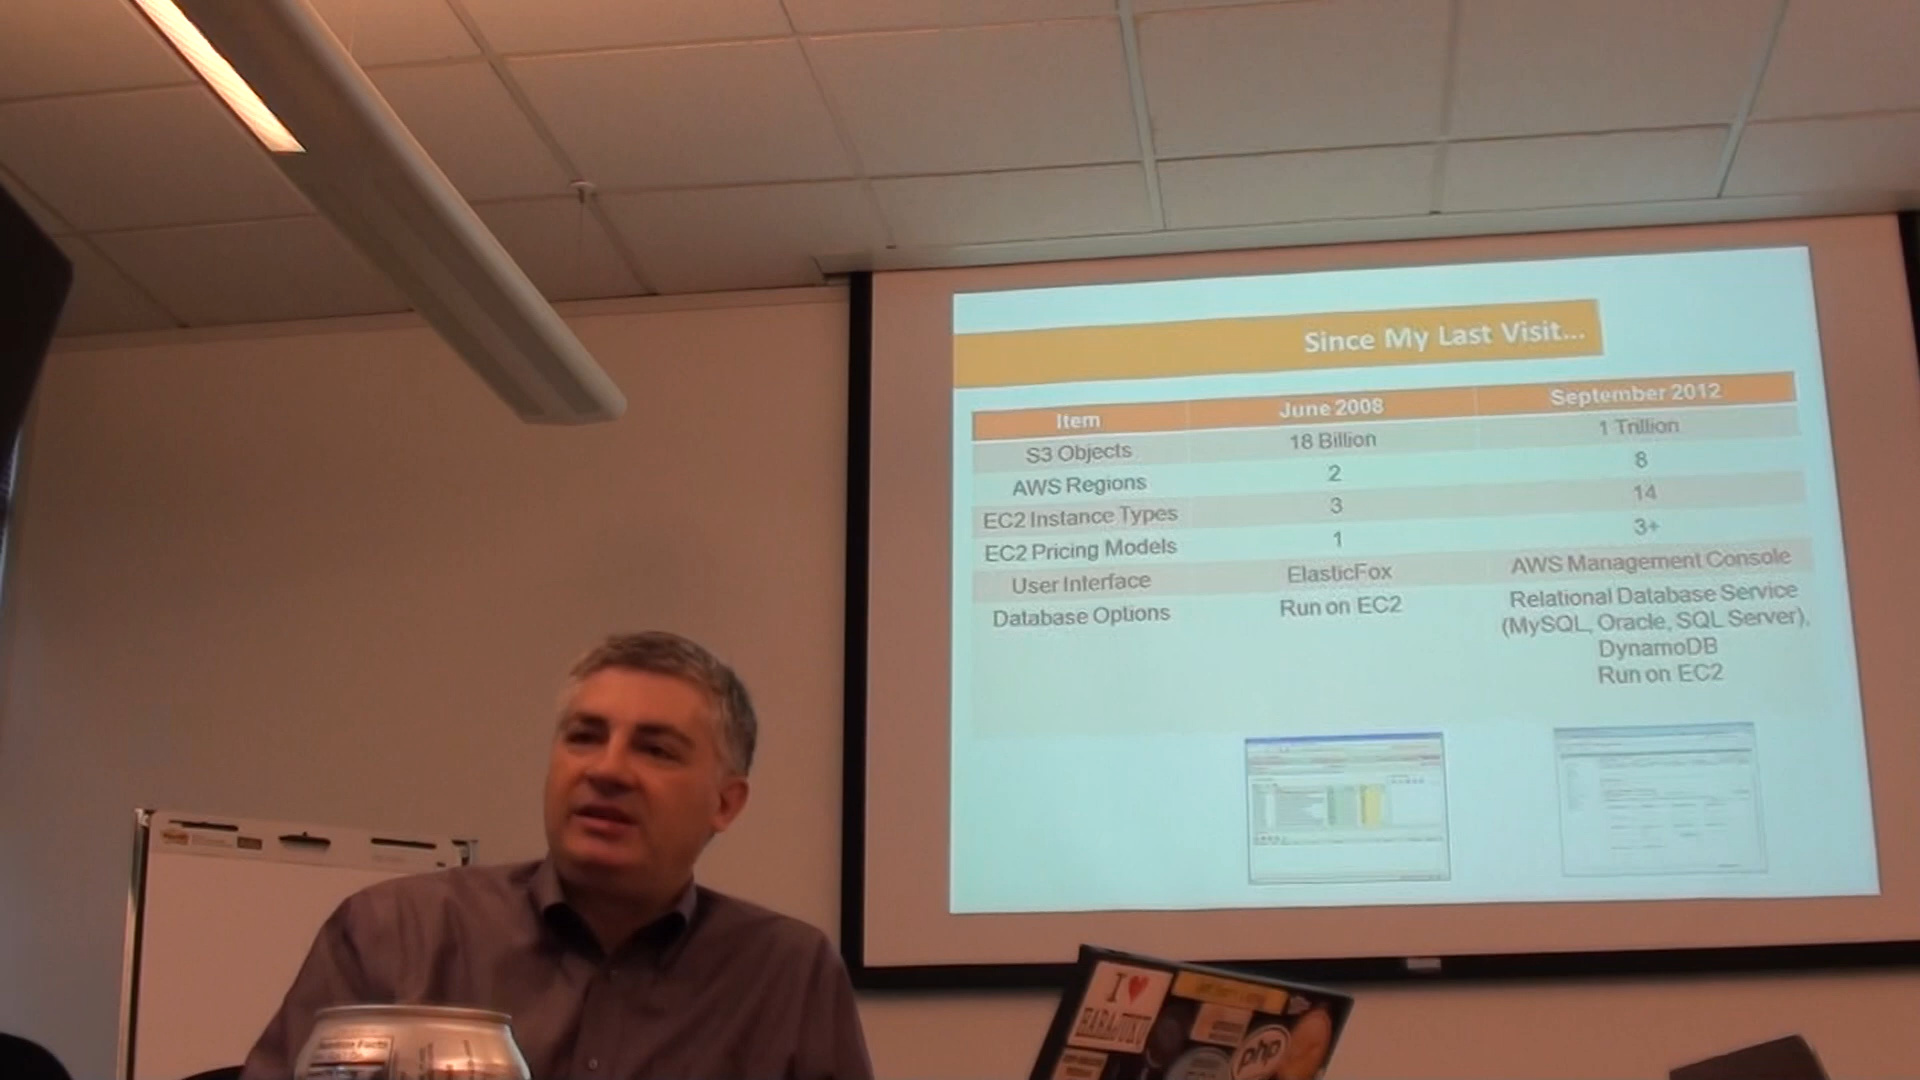 Since My Last Visit...
Item June 2008 September 2012
S3 Objects 18 Billion 1 Trillion
AWS Regions 2 8
EC2 Instance Types 3 14
EC2 Pricing Models 1 3+
User Interface ElasticFox AWS Management Console
Database Options Run on EC2 Relational Database Service
(MySQL, Oracle, SQL Server),
DynamoDB
Run on EC2
I
php
Nutrition Facts